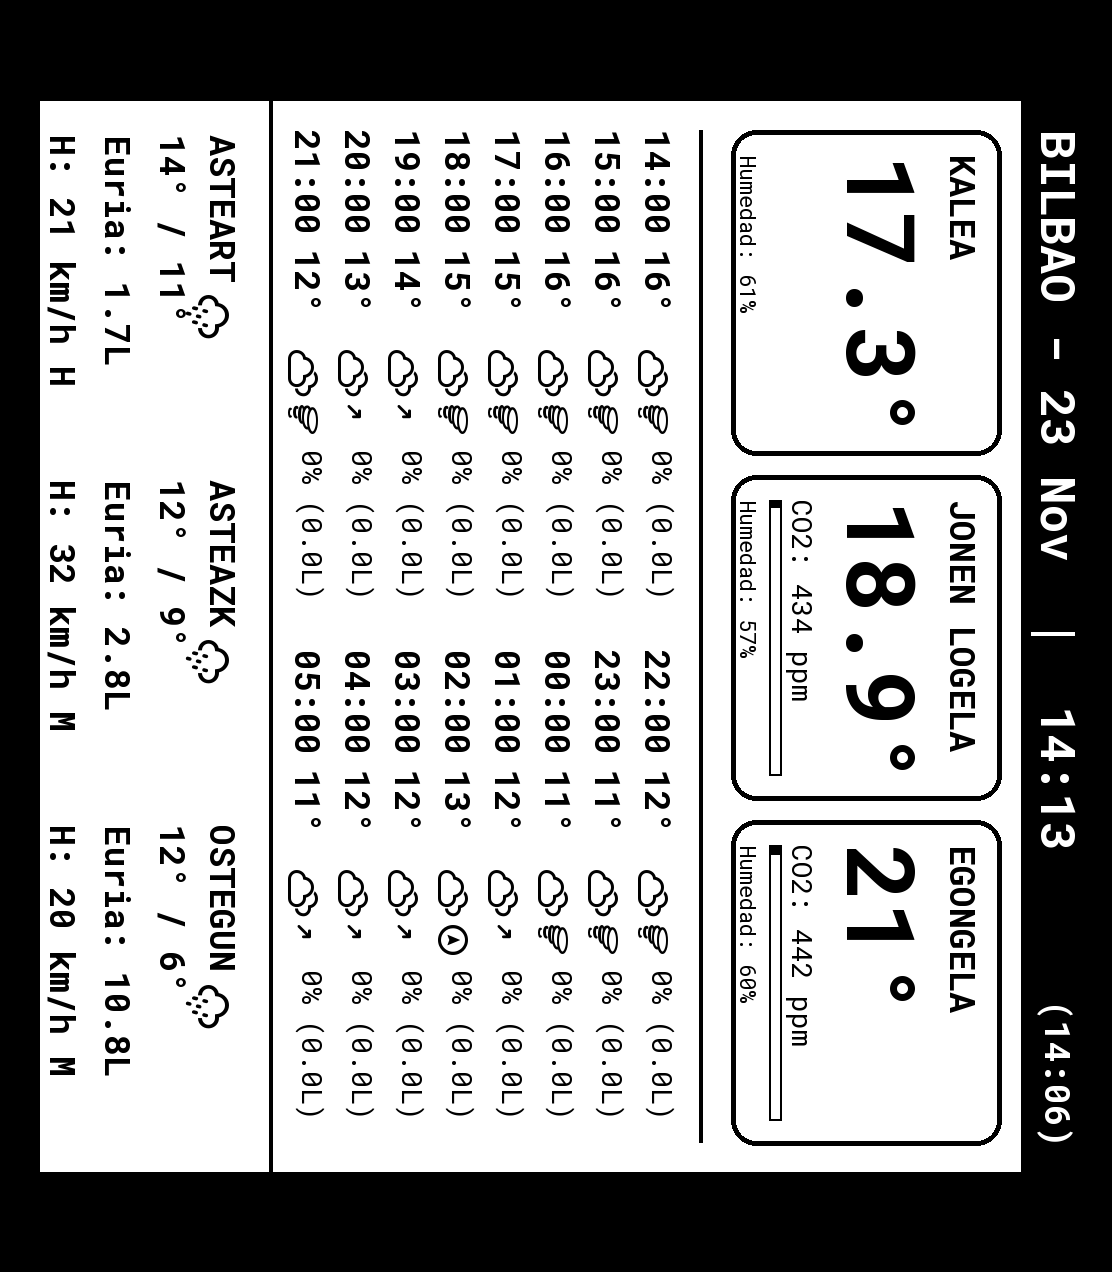 BILBAO - 23 Nov | 14:13 (14:06)
KALEA
17.3°
Humedad: 61%
JONEN LOGELA
18.9°
CO2: 434 ppm
Humedad: 57%
EGONGELA
21°
CO2: 442 ppm
Humedad: 60%
14:00 16° 0% (0.0L)
15:00 16° 0% (0.0L)
16:00 16° 0% (0.0L)
17:00 15° 0% (0.0L)
18:00 15° 0% (0.0L)
19:00 14° 0% (0.0L)
20:00 13° 0% (0.0L)
21:00 12° 0% (0.0L)
22:00 12° 0% (0.0L)
23:00 11° 0% (0.0L)
00:00 11° 0% (0.0L)
01:00 12° 0% (0.0L)
02:00 13° 0% (0.0L)
03:00 12° 0% (0.0L)
04:00 12° 0% (0.0L)
05:00 11° 0% (0.0L)
ASTEART
14° / 11°
Euria: 1.7L
H: 21 km/h H
ASTEAZK
12° / 9°
Euria: 2.8L
H: 32 km/h M
OSTEGUN
12° / 6°
Euria: 10.8L
H: 20 km/h M